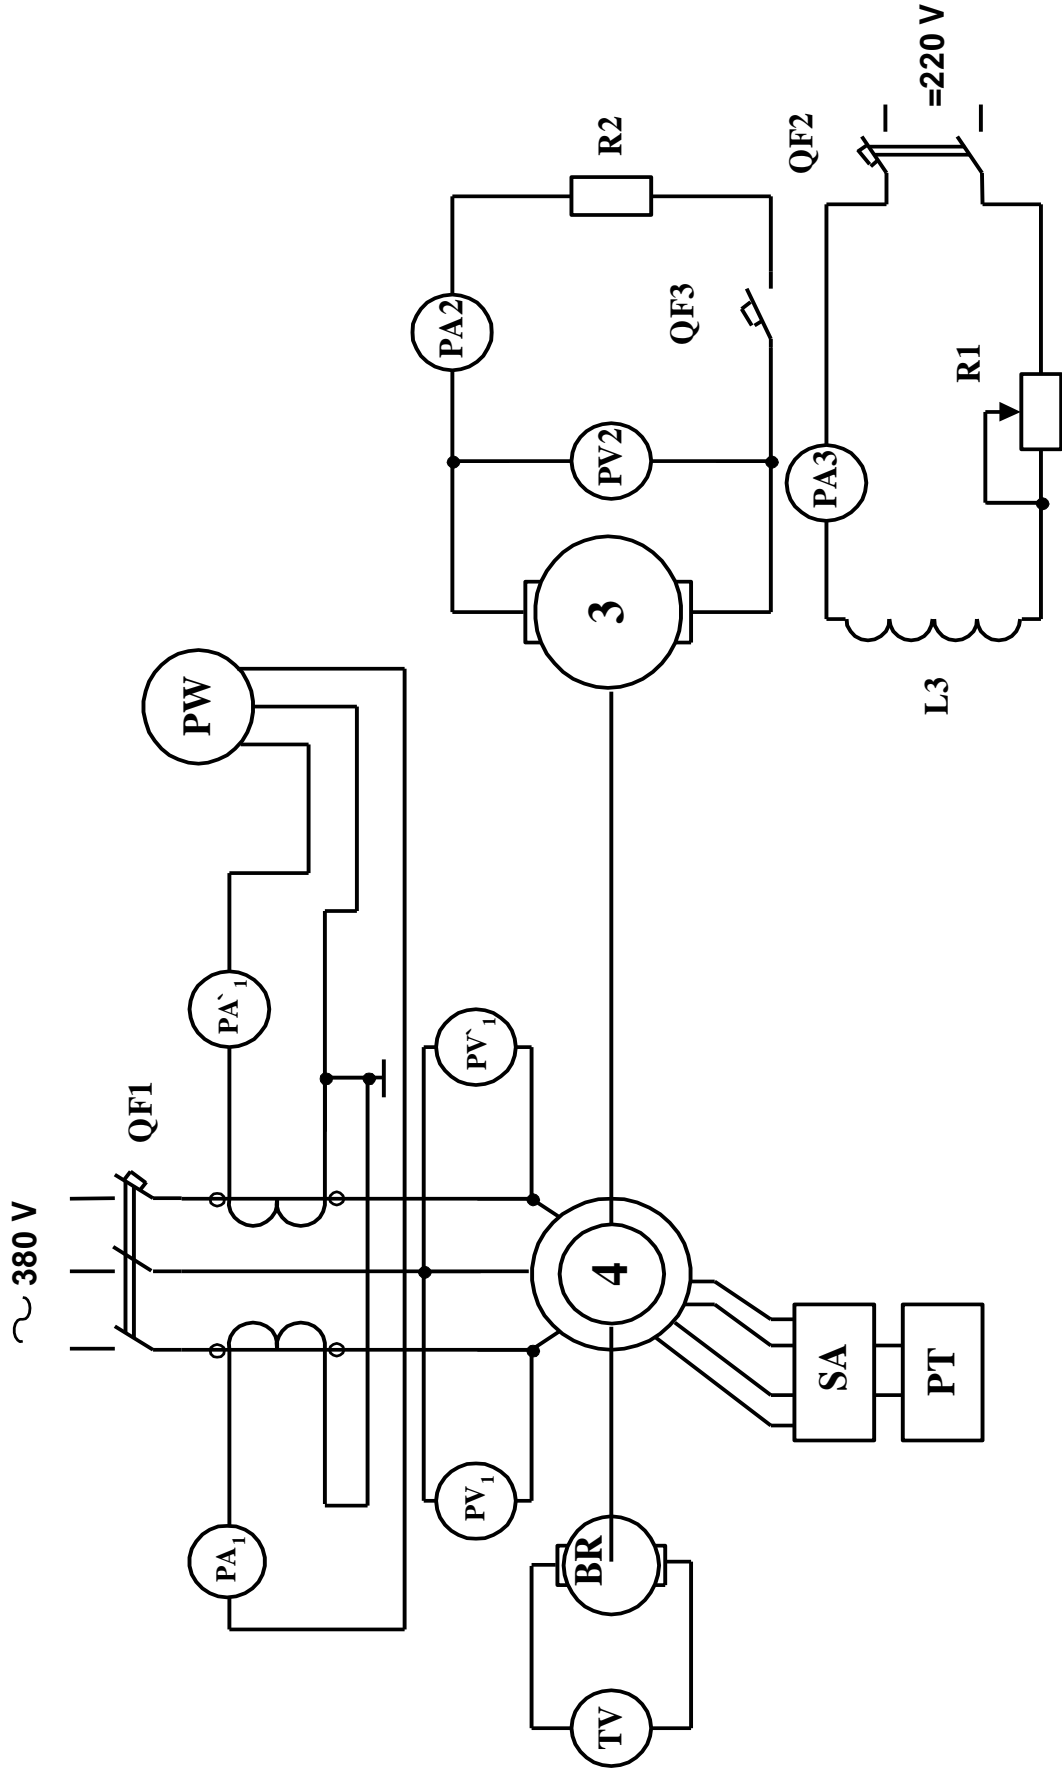 ~ 380 V
QF1
PA₁
PA`₁
PW
PV₁
PV`₁
TV
BR
4
3
SA
PT
PA2
PV2
R2
QF3
PA3
QF2
=220 V
R1
L3